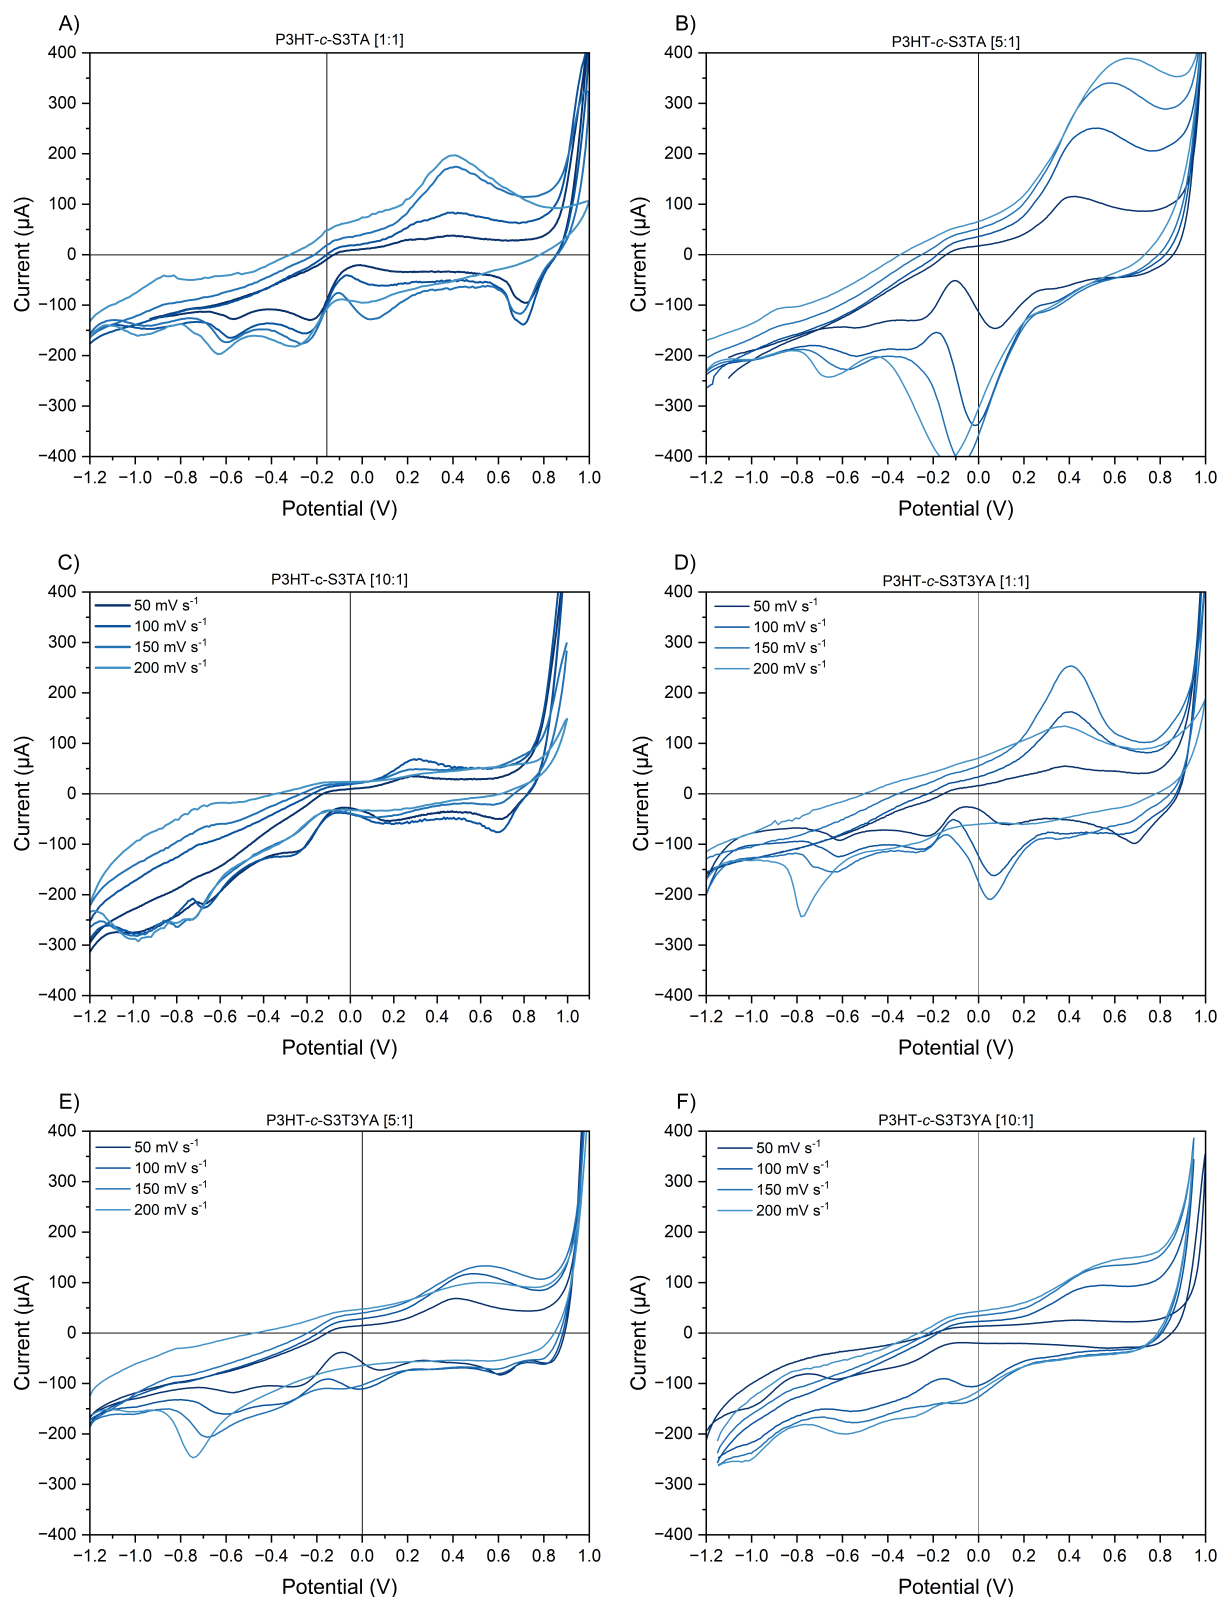 A)
P3HT-c-S3TA [1:1]
400
300
200
100
0
−100
−200
−300
−400
Current (µA)
−1.2 −1.0 −0.8 −0.6 −0.4 −0.2 0.0 0.2 0.4 0.6 0.8 1.0
Potential (V)
B)
P3HT-c-S3TA [5:1]
400
300
200
100
0
−100
−200
−300
−400
Current (µA)
−1.2 −1.0 −0.8 −0.6 −0.4 −0.2 0.0 0.2 0.4 0.6 0.8 1.0
Potential (V)
C)
P3HT-c-S3TA [10:1]
50 mV s⁻¹
100 mV s⁻¹
150 mV s⁻¹
200 mV s⁻¹
400
300
200
100
0
−100
−200
−300
−400
Current (µA)
−1.2 −1.0 −0.8 −0.6 −0.4 −0.2 0.0 0.2 0.4 0.6 0.8 1.0
Potential (V)
D)
P3HT-c-S3T3YA [1:1]
50 mV s⁻¹
100 mV s⁻¹
150 mV s⁻¹
200 mV s⁻¹
400
300
200
100
0
−100
−200
−300
−400
Current (µA)
−1.2 −1.0 −0.8 −0.6 −0.4 −0.2 0.0 0.2 0.4 0.6 0.8 1.0
Potential (V)
E)
P3HT-c-S3T3YA [5:1]
50 mV s⁻¹
100 mV s⁻¹
150 mV s⁻¹
200 mV s⁻¹
400
300
200
100
0
−100
−200
−300
−400
Current (µA)
−1.2 −1.0 −0.8 −0.6 −0.4 −0.2 0.0 0.2 0.4 0.6 0.8 1.0
Potential (V)
F)
P3HT-c-S3T3YA [10:1]
50 mV s⁻¹
100 mV s⁻¹
150 mV s⁻¹
200 mV s⁻¹
400
300
200
100
0
−100
−200
−300
−400
Current (µA)
−1.2 −1.0 −0.8 −0.6 −0.4 −0.2 0.0 0.2 0.4 0.6 0.8 1.0
Potential (V)